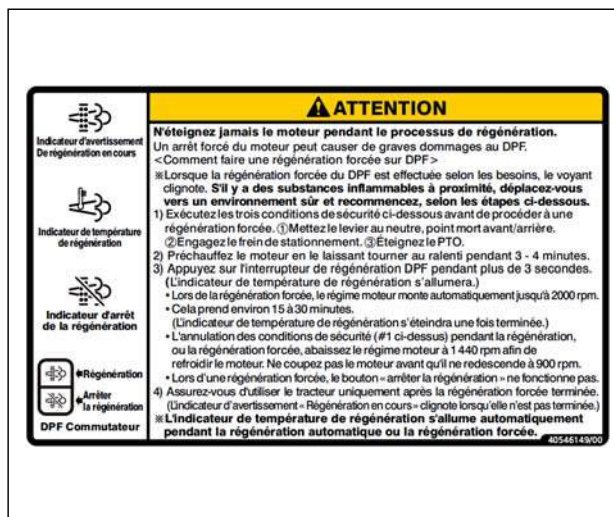 ATTENTION
Indicateur d'avertissement
De régénération en cours
Indicateur de température
de régénération
Indicateur d'arrêt
de la régénération
Régénération
Arrêter
la régénération
DPF Commutateur
N'éteignez jamais le moteur pendant le processus de régénération.
Un arrêt forcé du moteur peut causer de graves dommages au DPF.
<Comment faire une régénération forcée sur DPF>
※Lorsque la régénération forcée du DPF est effectuée selon les besoins, le voyant
clignote. S'il y a des substances inflammables à proximité, déplacez-vous
vers un environnement sûr et recommencez, selon les étapes ci-dessous.
1) Exécutez les trois conditions de sécurité ci-dessous avant de procéder à une
régénération forcée. ①Mettez le levier au neutre, point mort avant/arrière.
②Engagez le frein de stationnement. ③Éteignez le PTO.
2) Préchauffez le moteur en le laissant tourner au ralenti pendant 3 - 4 minutes.
3) Appuyez sur l'interrupteur de régénération DPF pendant plus de 3 secondes.
(L'indicateur de température de régénération s'allumera.)
• Lors de la régénération forcée, le régime moteur monte automatiquement jusqu'à 2000 rpm.
• Cela prend environ 15 à 30 minutes.
(L'indicateur de température de régénération s'éteindra une fois terminée.)
• L'annulation des conditions de sécurité (#1 ci-dessus) pendant la régénération,
ou la régénération forcée, abaissez le régime moteur à 1 440 rpm afin de
refroidir le moteur. Ne coupez pas le moteur avant qu'il ne redescende à 900 rpm.
• Lors d'une régénération forcée, le bouton « arrêter la régénération » ne fonctionne pas.
4) Assurez-vous d'utiliser le tracteur uniquement après la régénération forcée terminée.
(L'indicateur d'avertissement « Régénération en cours » clignote lorsqu'elle n'est pas terminée.)
※L'indicateur de température de régénération s'allume automatiquement
pendant la régénération automatique ou la régénération forcée.
40546149/00